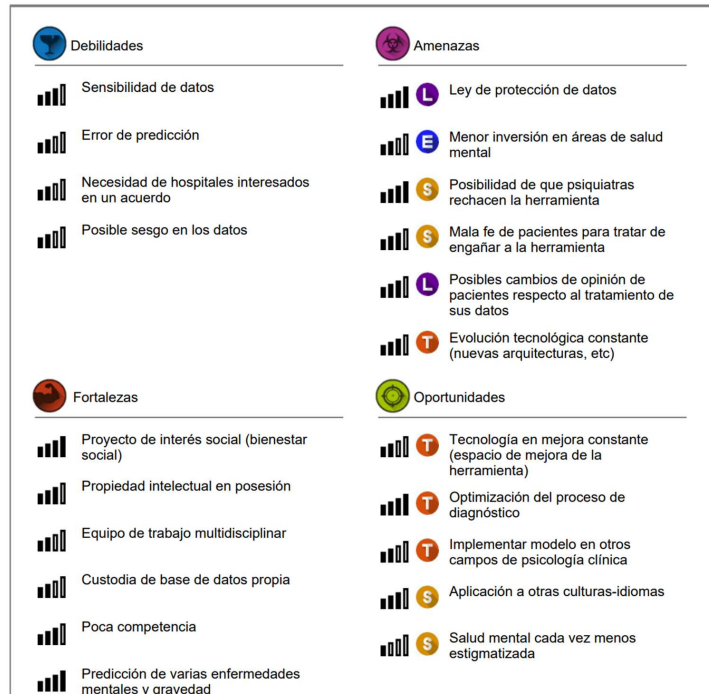 Debilidades
Sensibilidad de datos
Error de predicción
Necesidad de hospitales interesados
en un acuerdo
Posible sesgo en los datos
Amenazas
L Ley de protección de datos
E Menor inversión en áreas de salud
mental
S Posibilidad de que psiquiatras
rechacen la herramienta
S Mala fe de pacientes para tratar de
engañar a la herramienta
L Posibles cambios de opinión de
pacientes respecto al tratamiento de
sus datos
T Evolución tecnológica constante
(nuevas arquitecturas, etc)
Fortalezas
Proyecto de interés social (bienestar
social)
Propiedad intelectual en posesión
Equipo de trabajo multidisciplinar
Custodia de base de datos propia
Poca competencia
Predicción de varias enfermedades
mentales y gravedad
Oportunidades
T Tecnología en mejora constante
(espacio de mejora de la
herramienta)
T Optimización del proceso de
diagnóstico
T Implementar modelo en otros
campos de psicología clínica
S Aplicación a otras culturas-idiomas
S Salud mental cada vez menos
estigmatizada